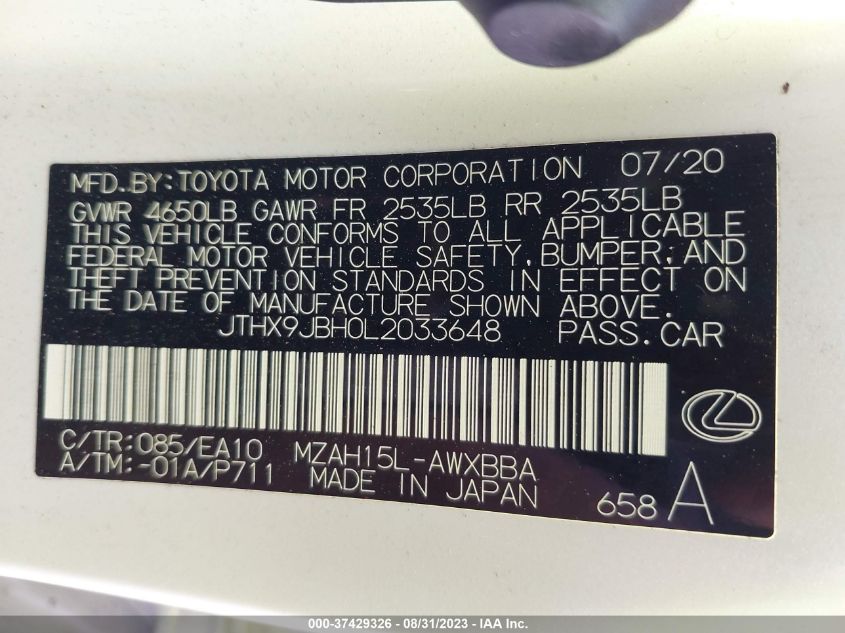 MFD. BY: TOYOTA MOTOR CORPORATION 07/20
GVWR 4650LB GAWR FR 2535LB RR 2535LB
THIS VEHICLE CONFORMS TO ALL APPLICABLE
FEDERAL MOTOR VEHICLE SAFETY, BUMPER, AND
THEFT PREVENTION STANDARDS IN EFFECT ON
THE DATE OF MANUFACTURE SHOWN ABOVE.
JTHX9JBH0L2033648 PASS. CAR
C/TR: 085/EA10 MZAH15L-AWXBBA
A/TM: -01A/P711 MADE IN JAPAN
658 A
000-37429326 - 08/31/2023 - IAA Inc.